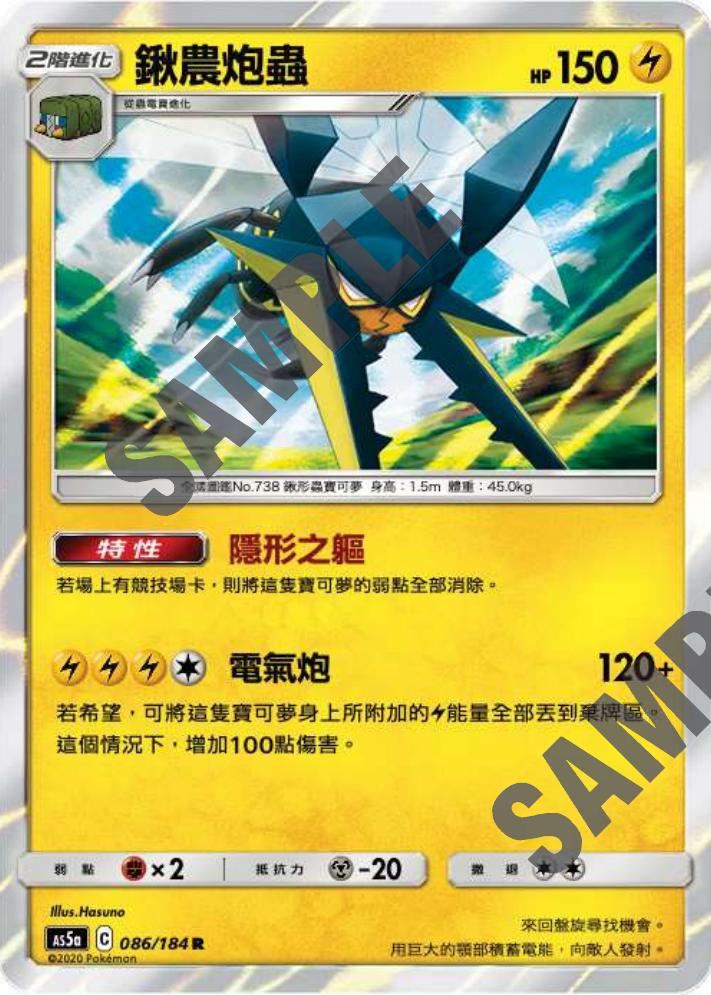 2階進化
鍬農炮蟲
HP 150
從蟲電寶進化
SAMPLE
全國圖鑑No.738 鍬形蟲寶可夢 身高：1.5m 體重：45.0kg
特性 隱形之軀
若場上有競技場卡，則將這隻寶可夢的弱點全部消除。
電氣炮 120+
若希望，可將這隻寶可夢身上所附加的能量全部丟到棄牌區。
這個情況下，增加100點傷害。
SAMPLE
弱點 ×2 抵抗力 -20 撤退
Illus.Hasuno
AS5a C 086/184 R
©2020 Pokémon
來回盤旋尋找機會。
用巨大的顎部積蓄電能，向敵人發射。